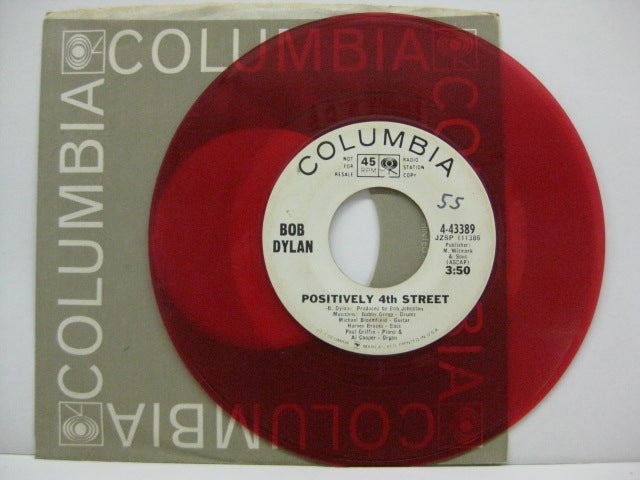 COLUMBIA
COLUMBIA
COLUMBIA
COLUMBIA
COLUMBIA
NOT FOR RESALE
45 RPM
RADIO STATION COPY
55
BOB DYLAN
4-43389
JZSP 111386
Publisher:
M. Witmark
& Sons
(ASCAP)
3:50
POSITIVELY 4th STREET
-B. Dylan- Produced by Bob Johnston
Musicians: Bobby Gregg - Drums
Michael Bloomfield - Guitar
Harvey Brooks - Bass
Paul Griffin - Piano &
Al Cooper - Organ